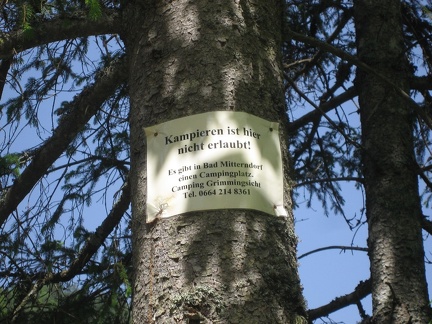 Kampieren ist hier
nicht erlaubt!
Es gibt in Bad Mitterndorf
einen Campingplatz.
Camping Grimmingsicht
Tel. 0664 214 8361